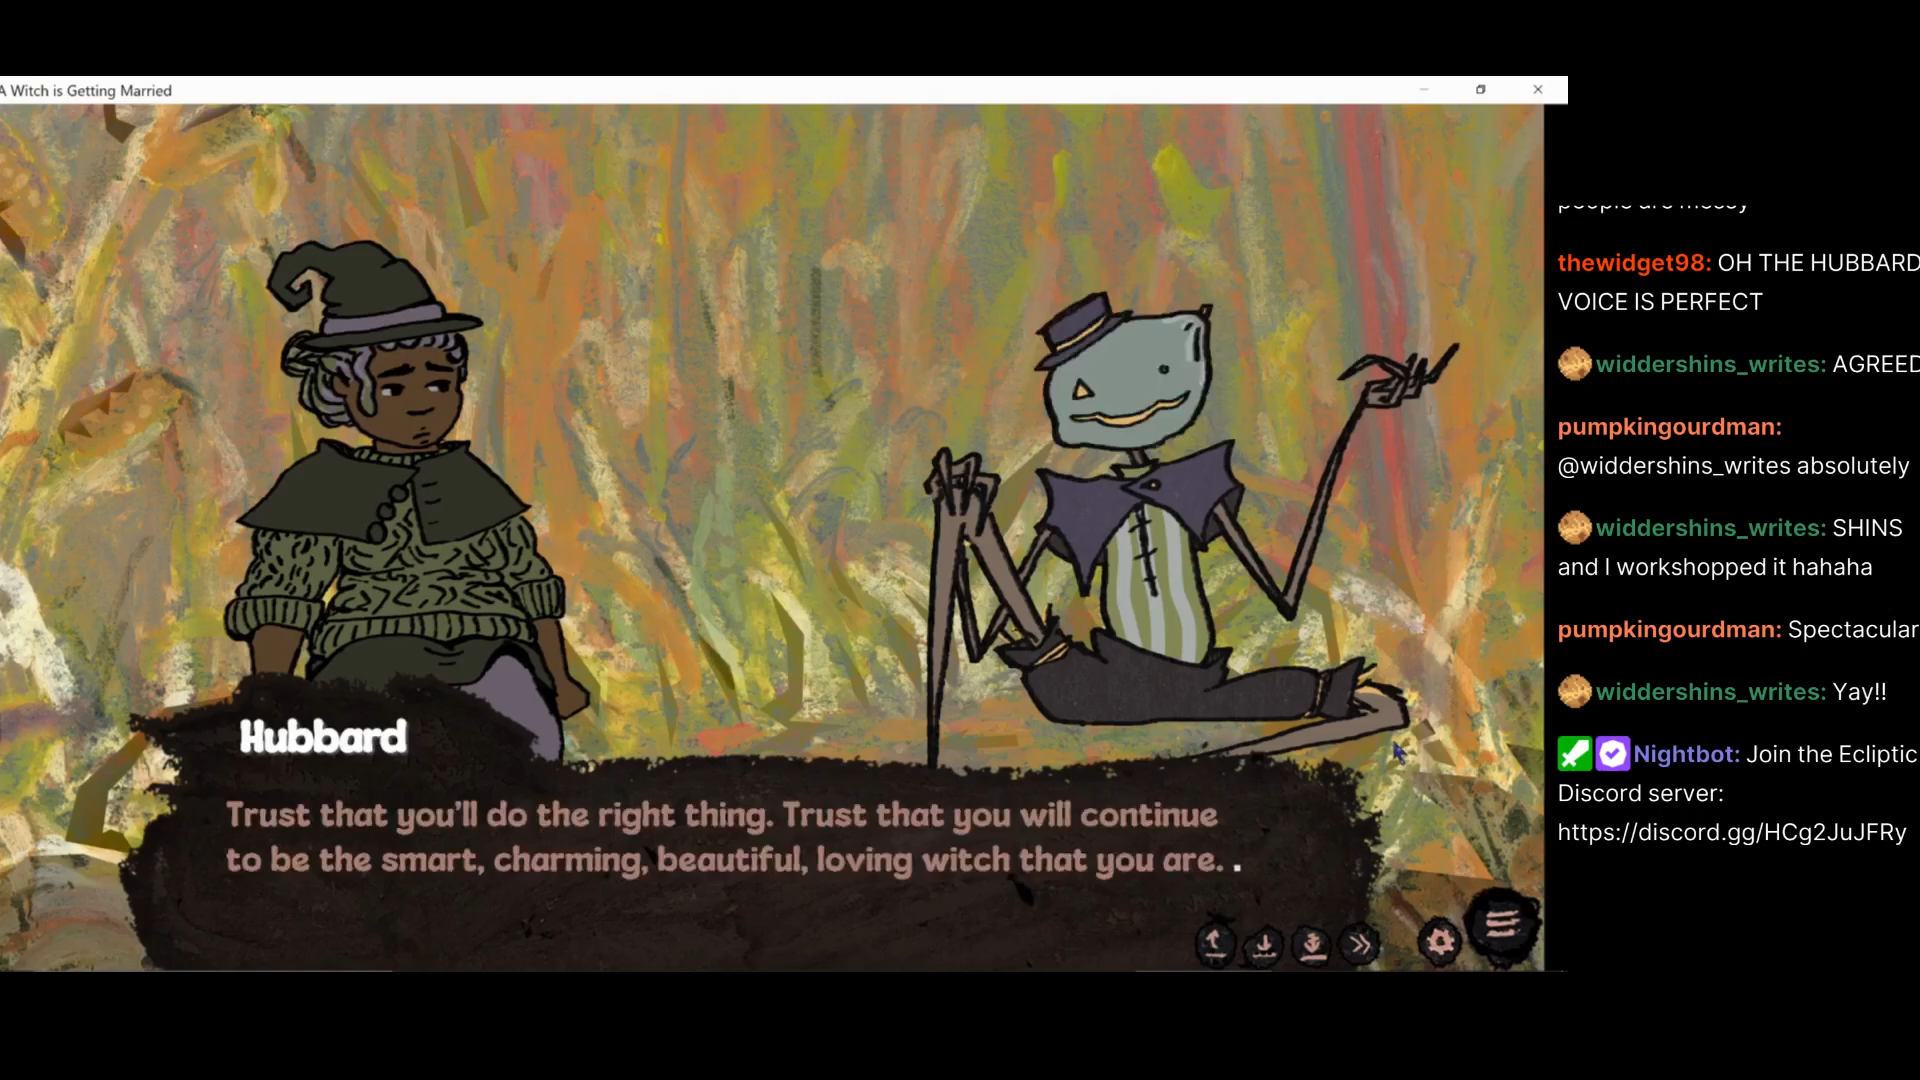 A Witch is Getting Married
people are messy
thewidget98: OH THE HUBBARD
VOICE IS PERFECT
widdershins_writes: AGREED
pumpkingourdman:
@widdershins_writes absolutely
widdershins_writes: SHINS
and I workshopped it hahaha
pumpkingourdman: Spectacular
widdershins_writes: Yay!!
Nightbot: Join the Ecliptic
Discord server:
https://discord.gg/HCg2JuJFRy
Hubbard
Trust that you'll do the right thing. Trust that you will continue
to be the smart, charming, beautiful, loving witch that you are. .